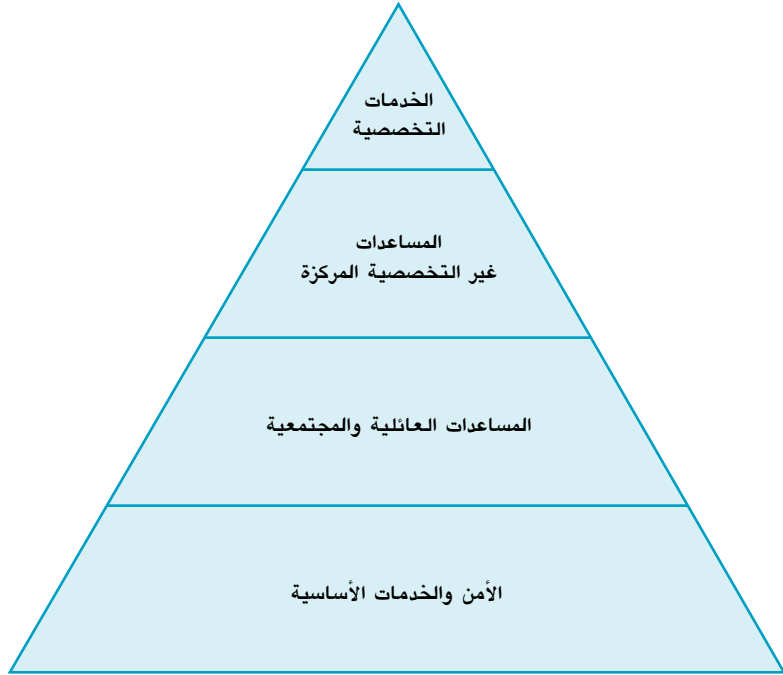 الخدمات
التخصصية
المساعدات
غير التخصصية المركزة
المساعدات العائلية والمجتمعية
الأمن والخدمات الأساسية